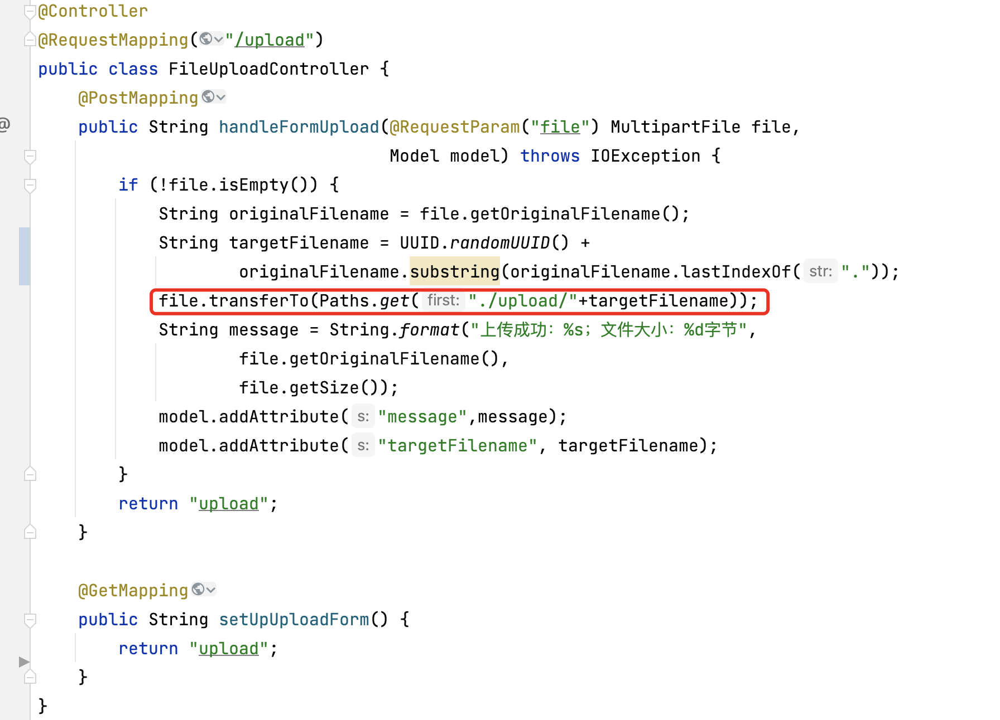 @Controller
@RequestMapping("/upload")
public class FileUploadController {
    @PostMapping
@
    public String handleFormUpload(@RequestParam("file") MultipartFile file,
                                   Model model) throws IOException {
        if (!file.isEmpty()) {
            String originalFilename = file.getOriginalFilename();
            String targetFilename = UUID.randomUUID() +
                    originalFilename.substring(originalFilename.lastIndexOf( str: "."));
            file.transferTo(Paths.get( first: "./upload/"+targetFilename));
            String message = String.format("上传成功：%s；文件大小：%d字节",
                    file.getOriginalFilename(),
                    file.getSize());
            model.addAttribute( s: "message",message);
            model.addAttribute( s: "targetFilename", targetFilename);
        }
        return "upload";
    }
    @GetMapping
    public String setUpUploadForm() {
        return "upload";
    }
}